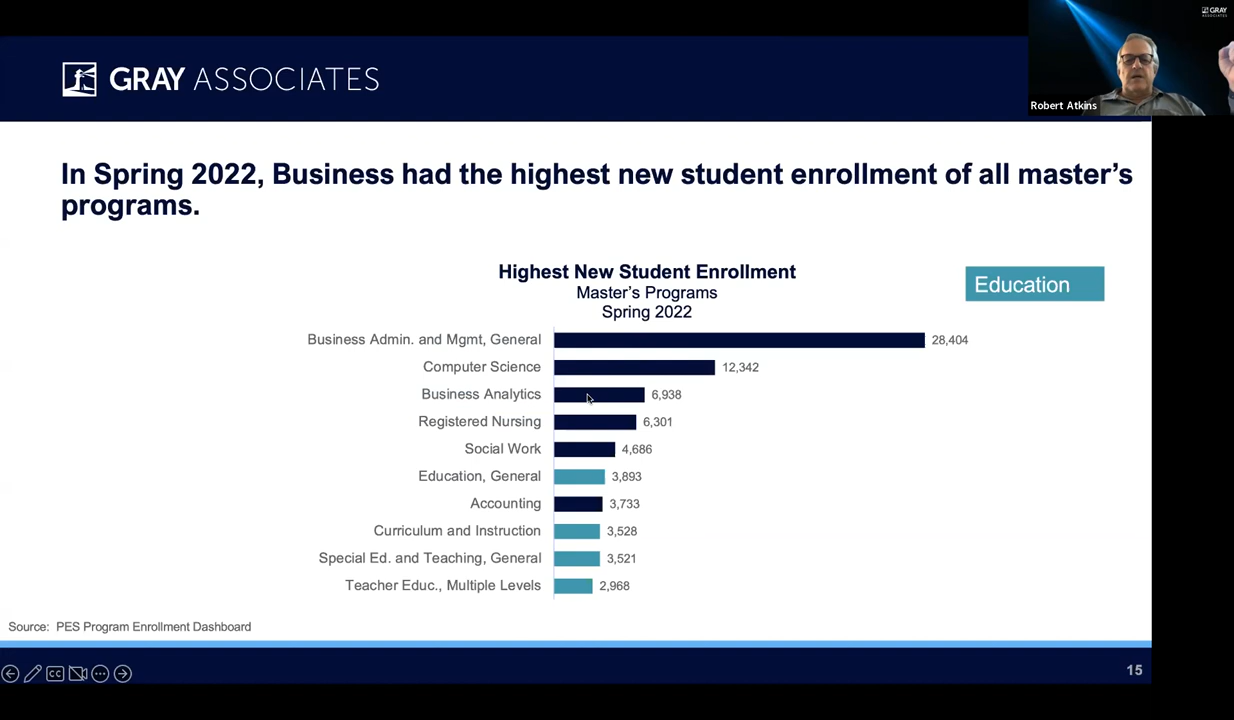 GRAY ASSOCIATES
GRAY
ASSOCIATES
Robert Atkins
In Spring 2022, Business had the highest new student enrollment of all master's
programs.
Highest New Student Enrollment
Master's Programs
Spring 2022
Education
Business Admin. and Mgmt, General 28,404
Computer Science 12,342
Business Analytics 6,938
Registered Nursing 6,301
Social Work 4,686
Education, General 3,893
Accounting 3,733
Curriculum and Instruction 3,528
Special Ed. and Teaching, General 3,521
Teacher Educ., Multiple Levels 2,968
Source: PES Program Enrollment Dashboard
CC
15